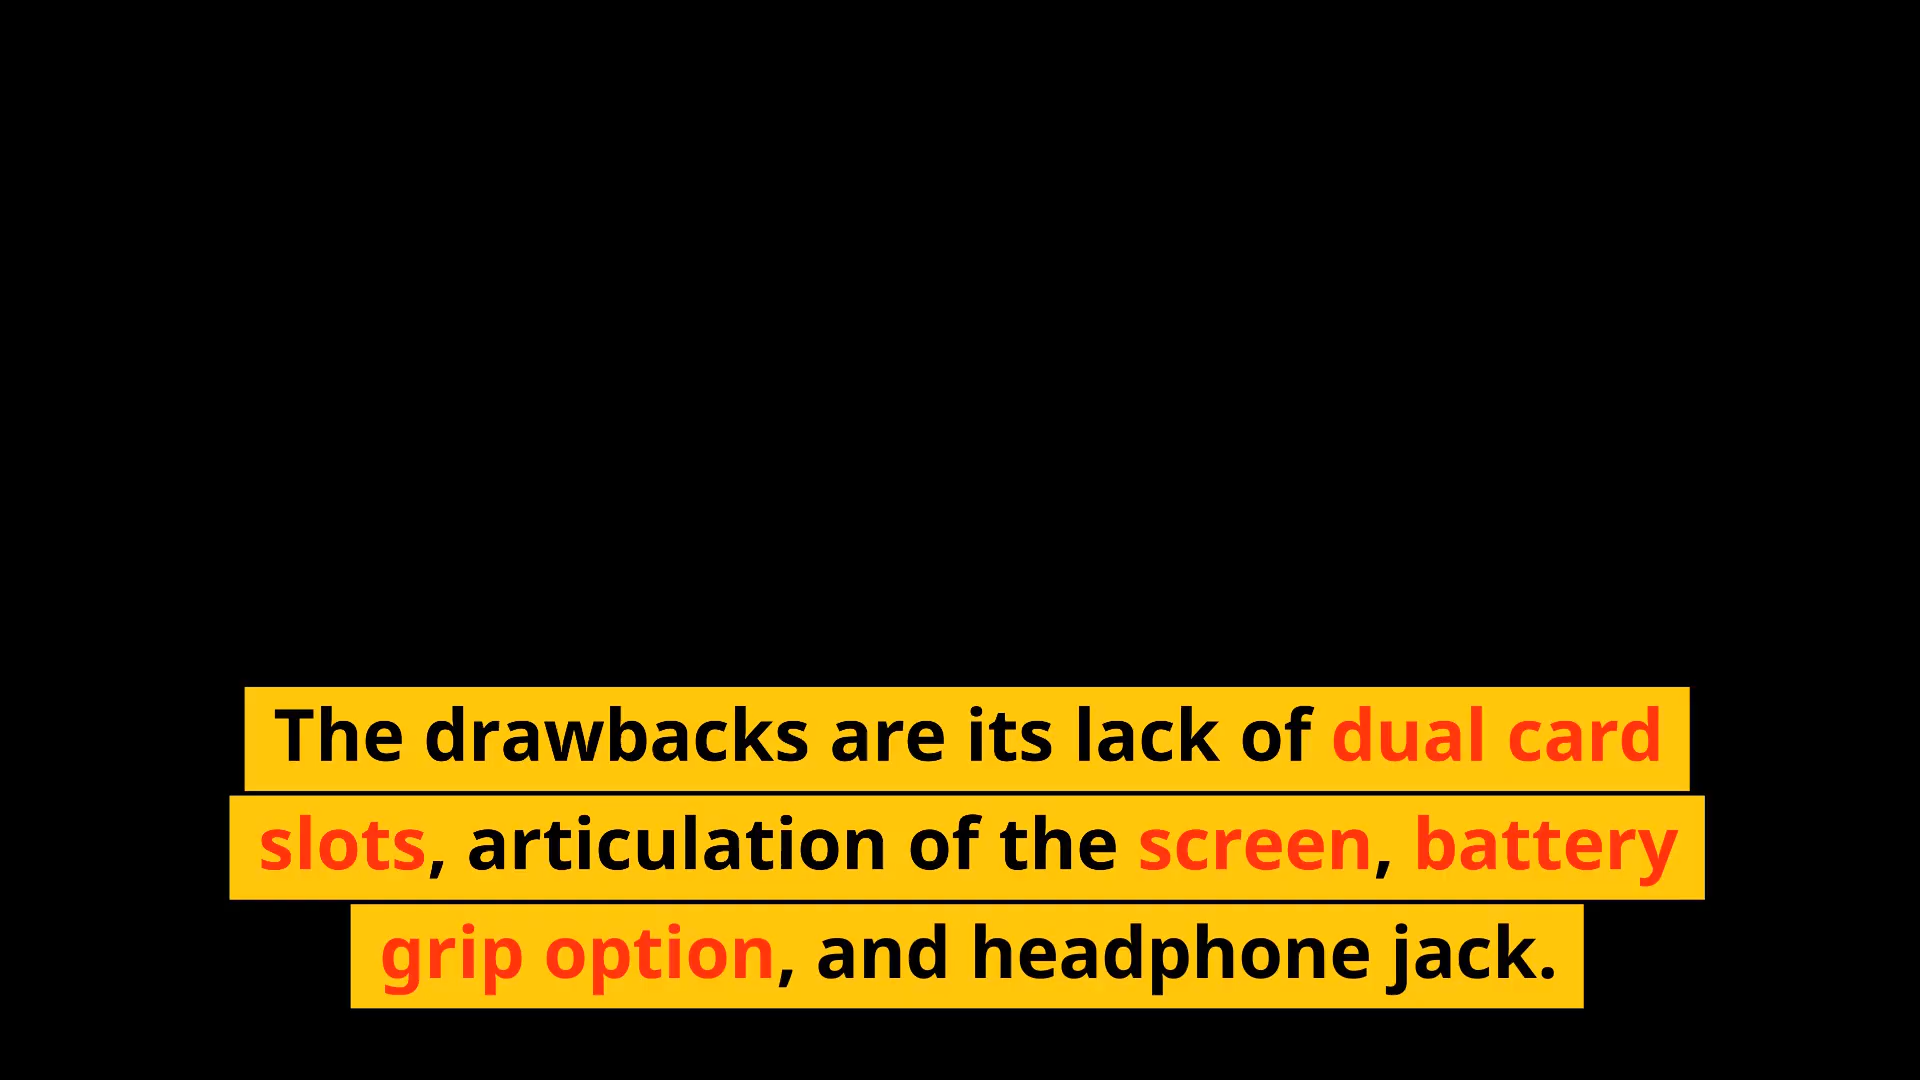 The drawbacks are its lack of dual card
slots, articulation of the screen, battery
grip option, and headphone jack.